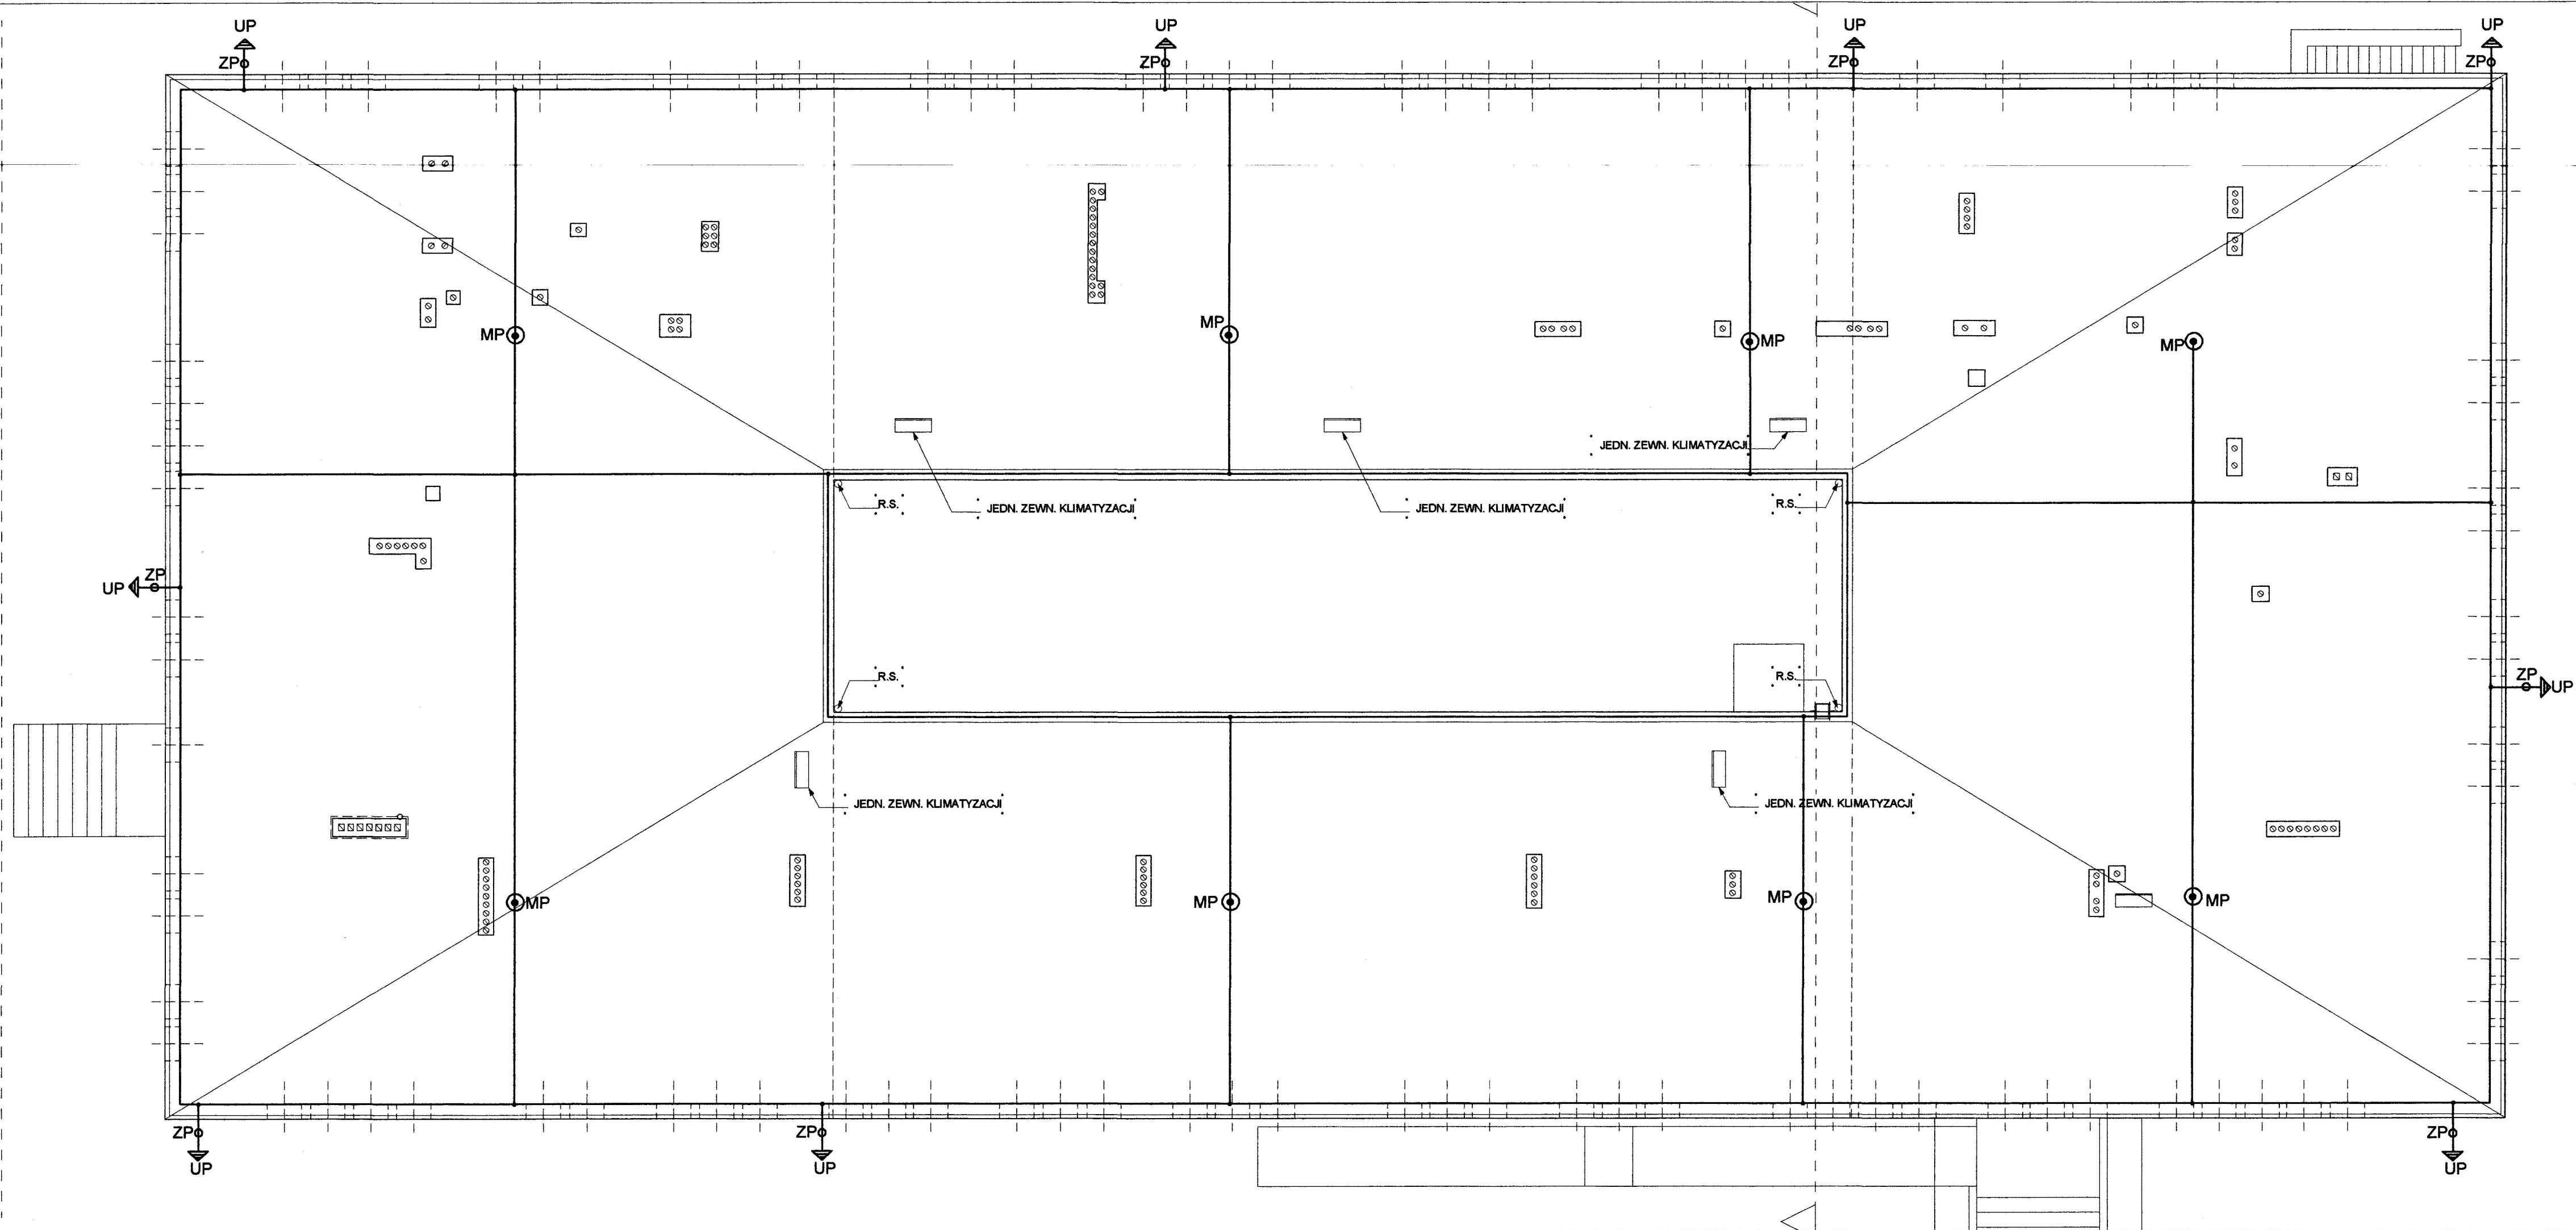 UP
UP
UP
UP
ZP
ZP
ZP
ZP
MP
MP
MP
MP
JEDN. ZEWN. KLIMATYZACJI
R.S.
JEDN. ZEWN. KLIMATYZACJI
JEDN. ZEWN. KLIMATYZACJI
R.S.
UP
ZP
R.S.
R.S.
ZP
UP
JEDN. ZEWN. KLIMATYZACJI
JEDN. ZEWN. KLIMATYZACJI
MP
MP
MP
MP
ZP
ZP
ZP
UP
UP
UP